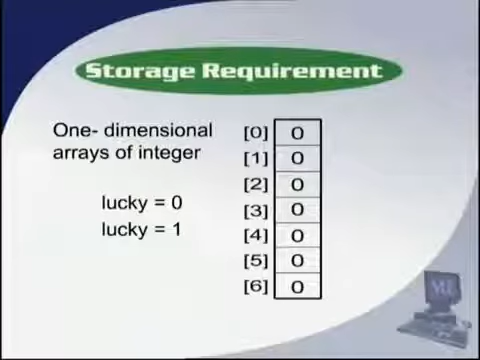 Storage Requirement
One- dimensional
arrays of integer
lucky = 0
lucky = 1
[0] 0
[1] 0
[2] 0
[3] 0
[4] 0
[5] 0
[6] 0
VU